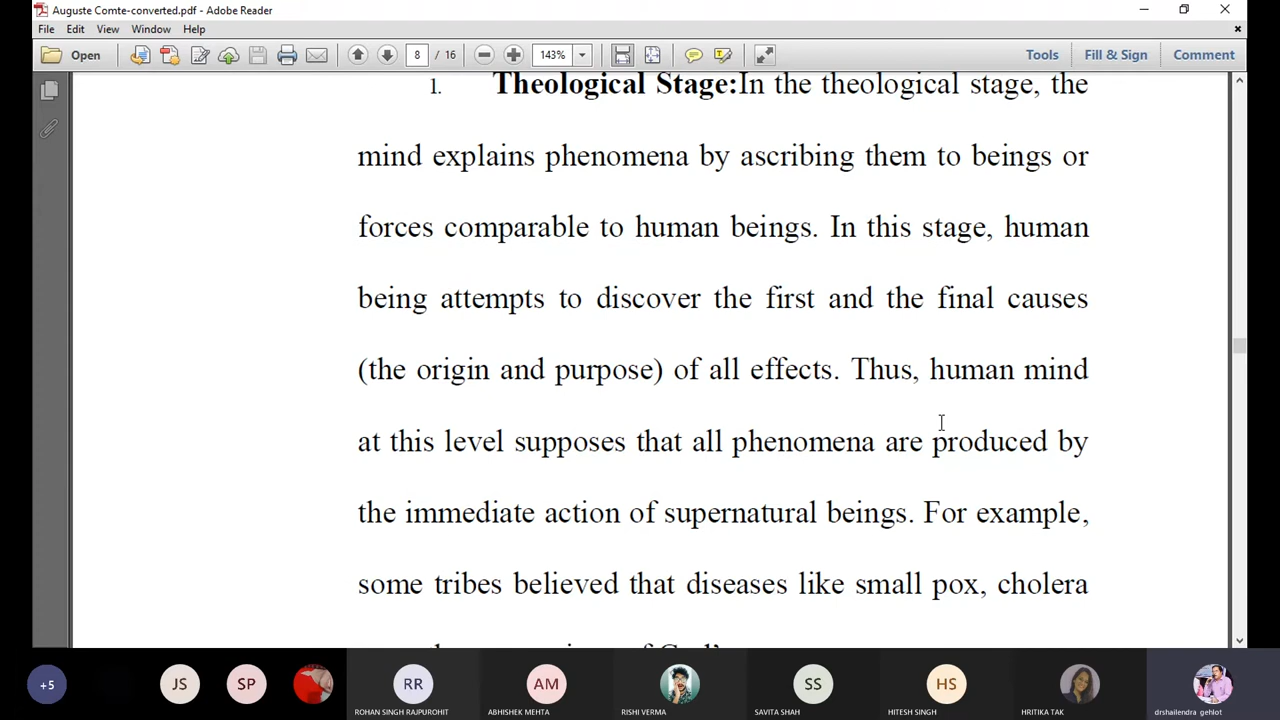 Auguste Comte-converted.pdf - Adobe Reader
File Edit View Window Help
Open 8 / 16 143% Tools Fill & Sign Comment
1. Theological Stage:In the theological stage, the
mind explains phenomena by ascribing them to beings or
forces comparable to human beings. In this stage, human
being attempts to discover the first and the final causes
(the origin and purpose) of all effects. Thus, human mind
at this level supposes that all phenomena are produced by
the immediate action of supernatural beings. For example,
some tribes believed that diseases like small pox, cholera
of God's
+5 JS SP RR AM SS HS
ROHAN SINGH RAJPUROHIT ABHISHEK MEHTA RISHI VERMA SAVITA SHAH HITESH SINGH HRITIKA TAK drshailendra gehlot